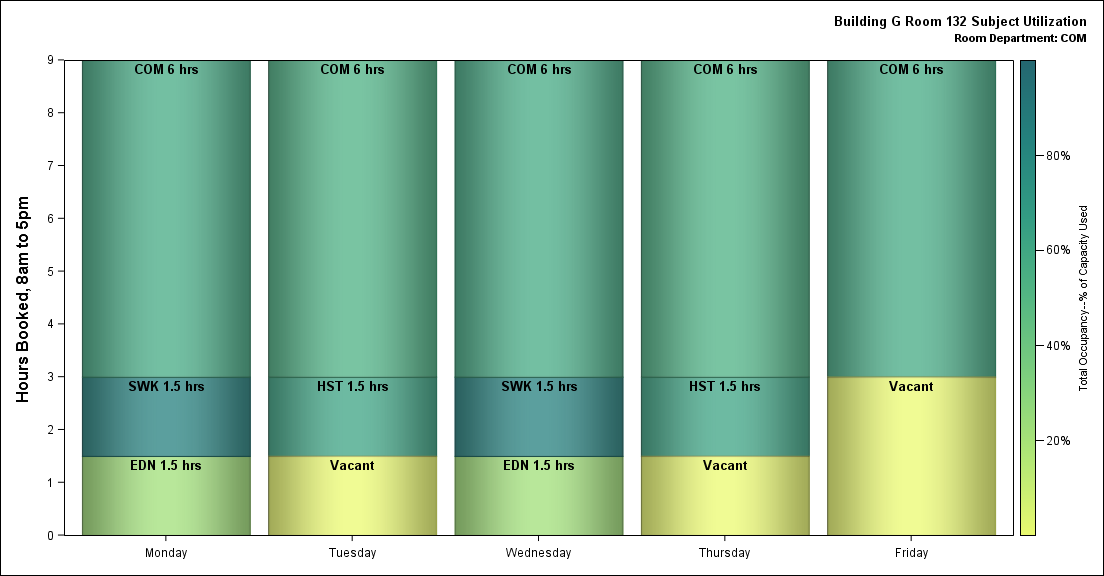 Building G Room 132 Subject Utilization
Room Department: COM
Hours Booked, 8am to 5pm
9
8
7
6
5
4
3
2
1
0
COM 6 hrs
SWK 1.5 hrs
EDN 1.5 hrs
COM 6 hrs
HST 1.5 hrs
Vacant
COM 6 hrs
SWK 1.5 hrs
EDN 1.5 hrs
COM 6 hrs
HST 1.5 hrs
Vacant
COM 6 hrs
Vacant
Monday
Tuesday
Wednesday
Thursday
Friday
80%
60%
40%
20%
Total Occupancy--% of Capacity Used